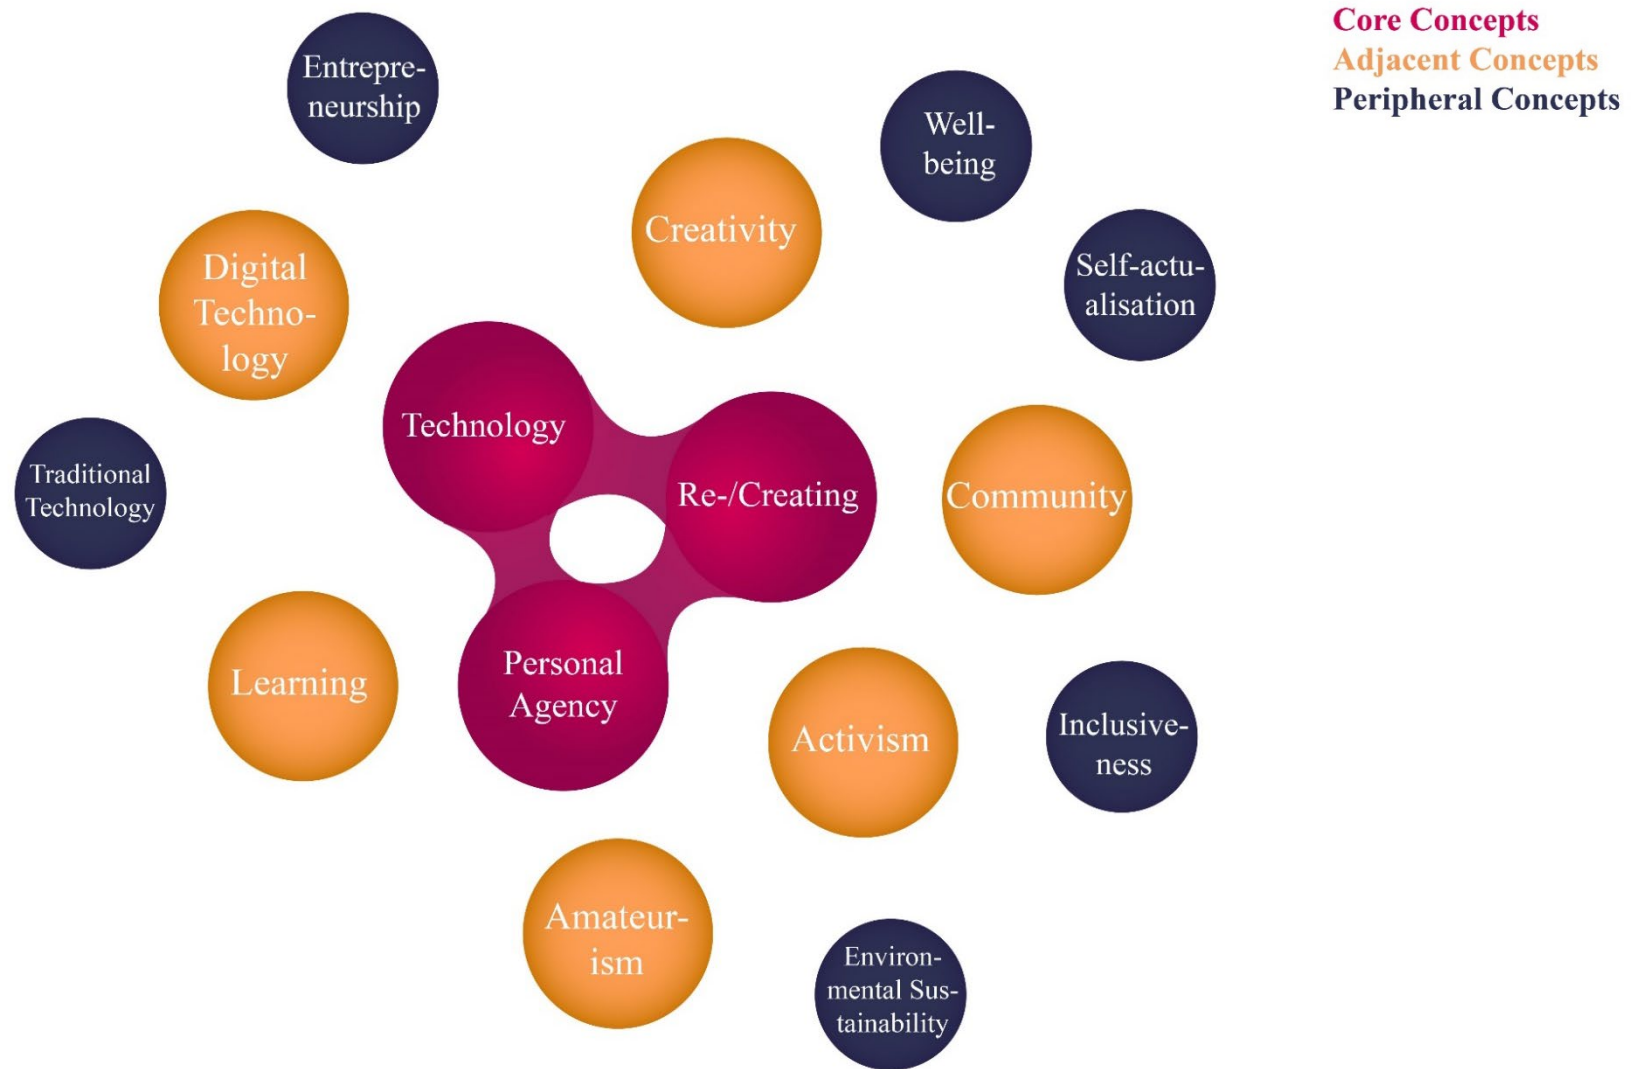 Core Concepts
Adjacent Concepts
Peripheral Concepts
Entrepre-
neurship
Well-
being
Creativity
Self-actu-
alisation
Digital
Techno-
logy
Technology
Re-/Creating
Community
Traditional
Technology
Learning
Personal
Agency
Activism
Inclusive-
ness
Amateur-
ism
Environ-
mental Sus-
tainability